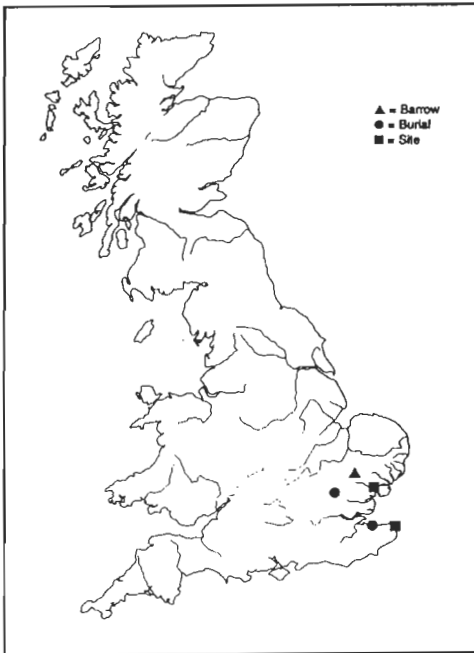 ▲ = Barrow
● = Burial
■ = Site